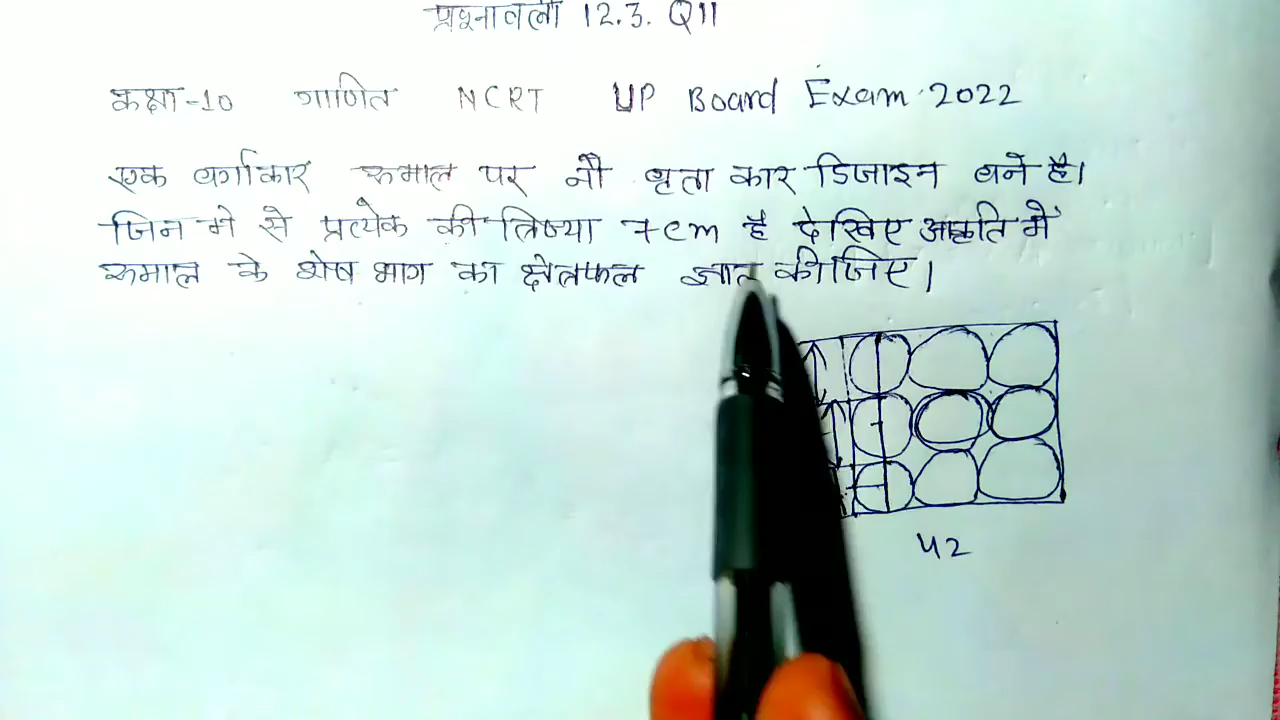 प्रश्नावली 12.3. Q11
कक्षा-10 गणित NCRT UP Board Exam 2022
एक वर्गाकार रूमाल पर नौ वृत्ताकार डिजाइन बने है।
जिनमे से प्रत्येक की त्रिज्या 7cm है देखिए आकृति में
रूमाल के शेष भाग का क्षेत्रफल ज्ञात कीजिए।
42